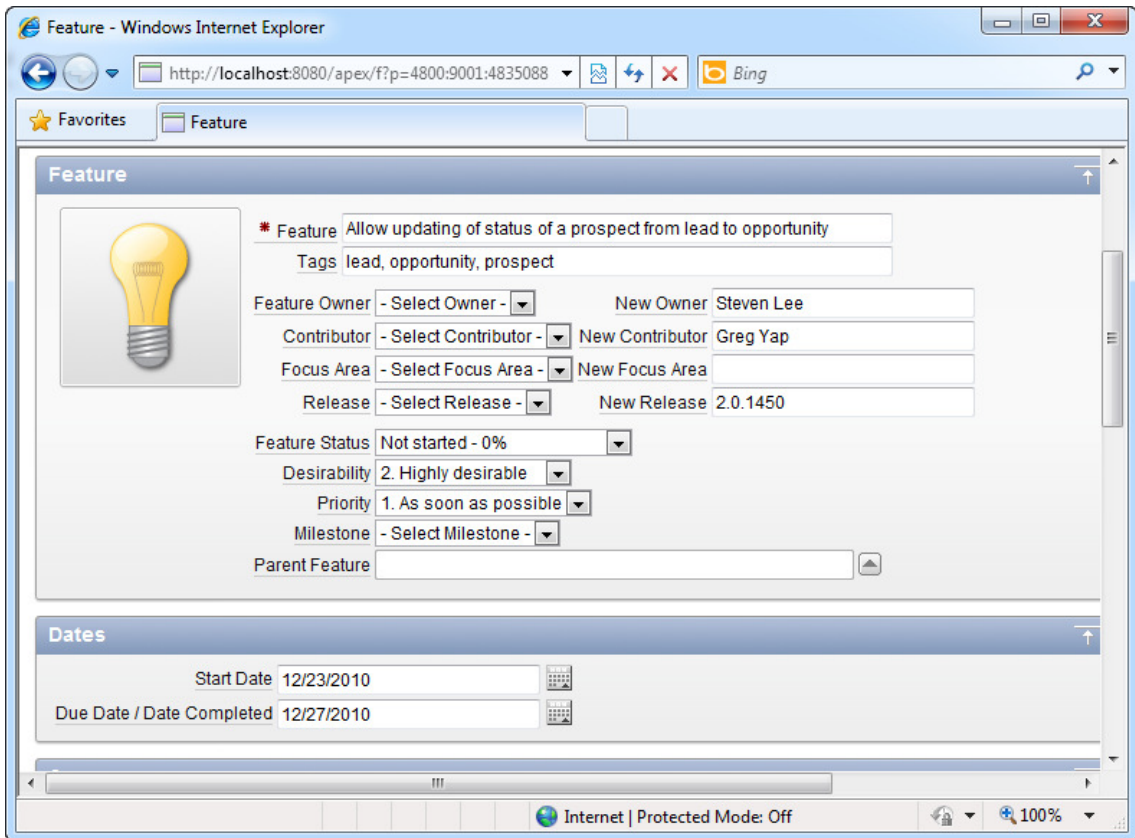 Feature - Windows Internet Explorer
http://localhost:8080/apex/f?p=4800:9001:4835088
Bing
Favorites
Feature
Feature
* Feature Allow updating of status of a prospect from lead to opportunity
Tags lead, opportunity, prospect
Feature Owner - Select Owner - New Owner Steven Lee
Contributor - Select Contributor - New Contributor Greg Yap
Focus Area - Select Focus Area - New Focus Area
Release - Select Release - New Release 2.0.1450
Feature Status Not started - 0%
Desirability 2. Highly desirable
Priority 1. As soon as possible
Milestone - Select Milestone -
Parent Feature
Dates
Start Date 12/23/2010
Due Date / Date Completed 12/27/2010
Internet | Protected Mode: Off
100%